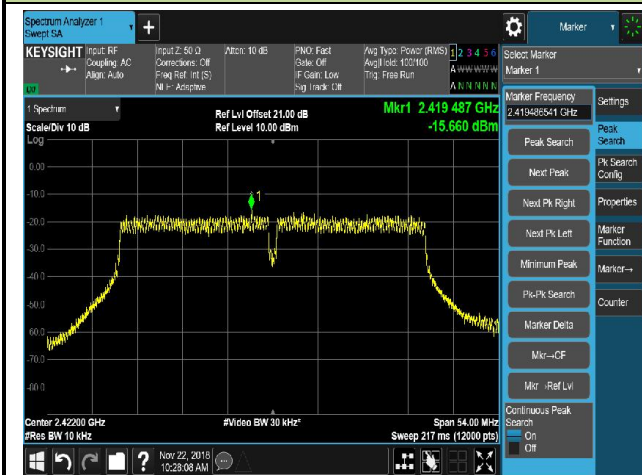 Spectrum Analyzer 1
Swept SA
Marker
KEYSIGHT
Input: RF
Coupling: AC
Align: Auto
Input Z: 50 Ω
Corrections: Off
Freq Ref: Int (S)
NFE: Adaptive
Atten: 10 dB
PNO: Fast
Gate: Off
IF Gain: Low
Sig Track: Off
Avg Type: Power (RMS)
Avg|Hold: 100/100
Trig: Free Run
1 2 3 4 5 6
A W W W W W
A N N N N N
Select Marker
Marker 1
1 Spectrum
Scale/Div 10 dB
Log
Ref Lvl Offset 21.00 dB
Ref Level 10.00 dBm
Mkr1 2.419 487 GHz
-15.660 dBm
0.00
-10.0
-20.0
-30.0
-40.0
-50.0
-60.0
-70.0
-80.0
1
Center 2.42200 GHz
#Res BW 10 kHz
#Video BW 30 kHz*
Span 54.00 MHz
Sweep 217 ms (12000 pts)
Marker Frequency
2.419486541 GHz
Peak Search
Next Peak
Next Pk Right
Next Pk Left
Minimum Peak
Pk-Pk Search
Marker Delta
Mkr→CF
Mkr→Ref Lvl
Continuous Peak
Search
On
Off
Settings
Peak
Search
Pk Search
Config
Properties
Marker
Function
Marker→
Counter
Nov 22, 2018
10:28:08 AM